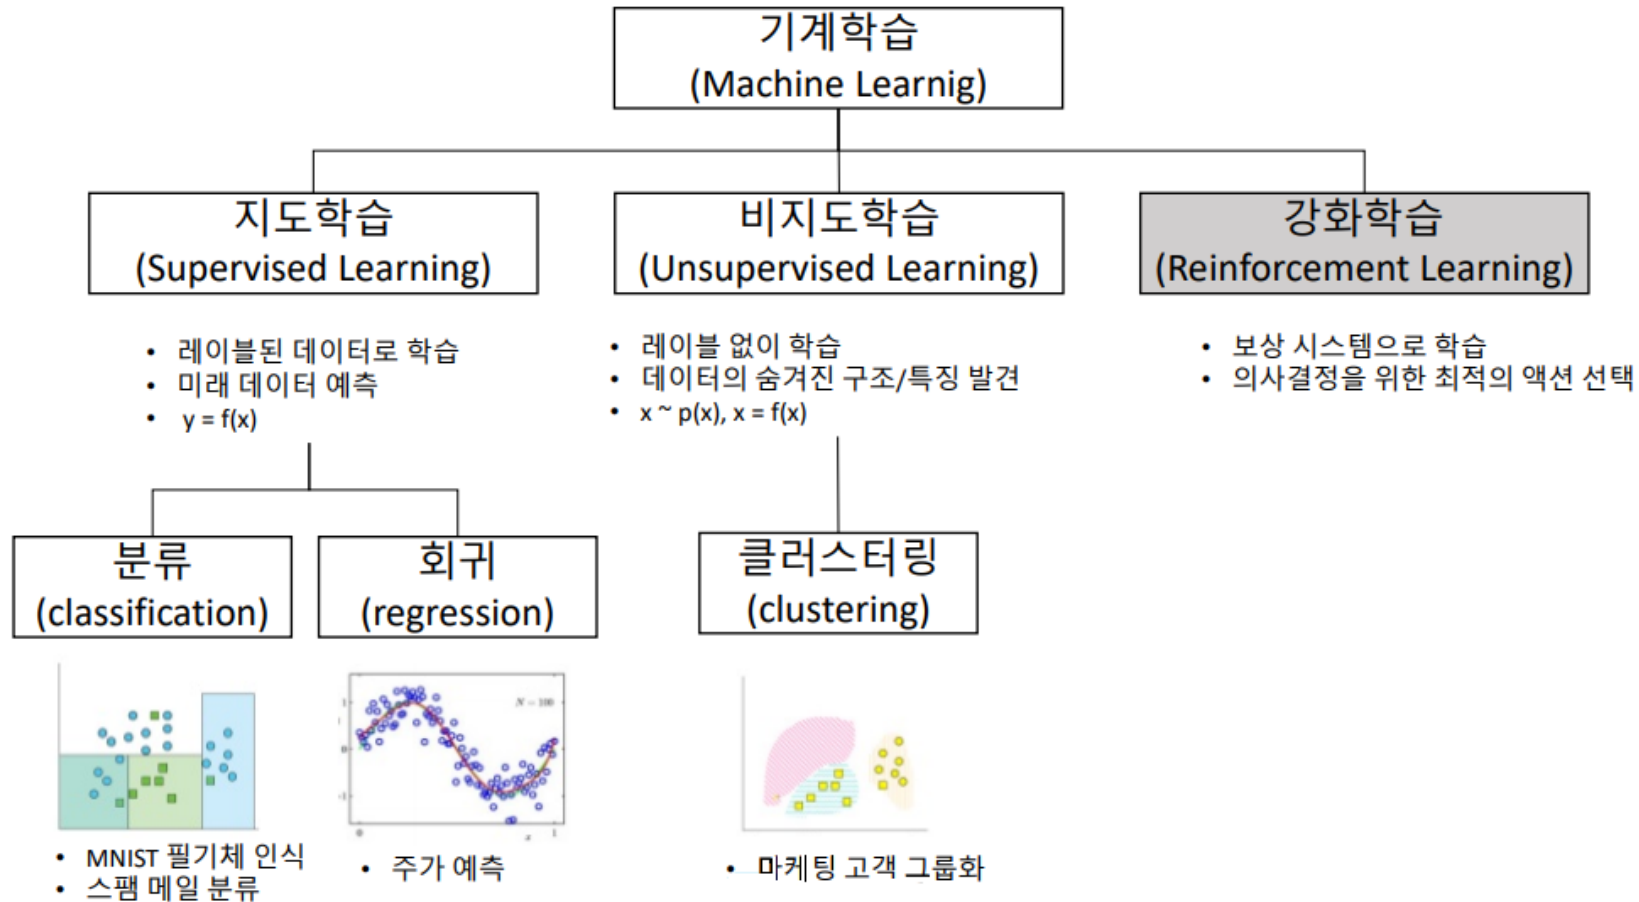 기계학습
(Machine Learnig)
지도학습
(Supervised Learning)
비지도학습
(Unsupervised Learning)
강화학습
(Reinforcement Learning)
• 레이블된 데이터로 학습
• 미래 데이터 예측
• y = f(x)
• 레이블 없이 학습
• 데이터의 숨겨진 구조/특징 발견
• x ~ p(x), x = f(x)
• 보상 시스템으로 학습
• 의사결정을 위한 최적의 액션 선택
분류
(classification)
회귀
(regression)
클러스터링
(clustering)
N = 100
1
0
-1
0
x
1
• MNIST 필기체 인식
• 스팸 메일 분류
• 주가 예측
• 마케팅 고객 그룹화